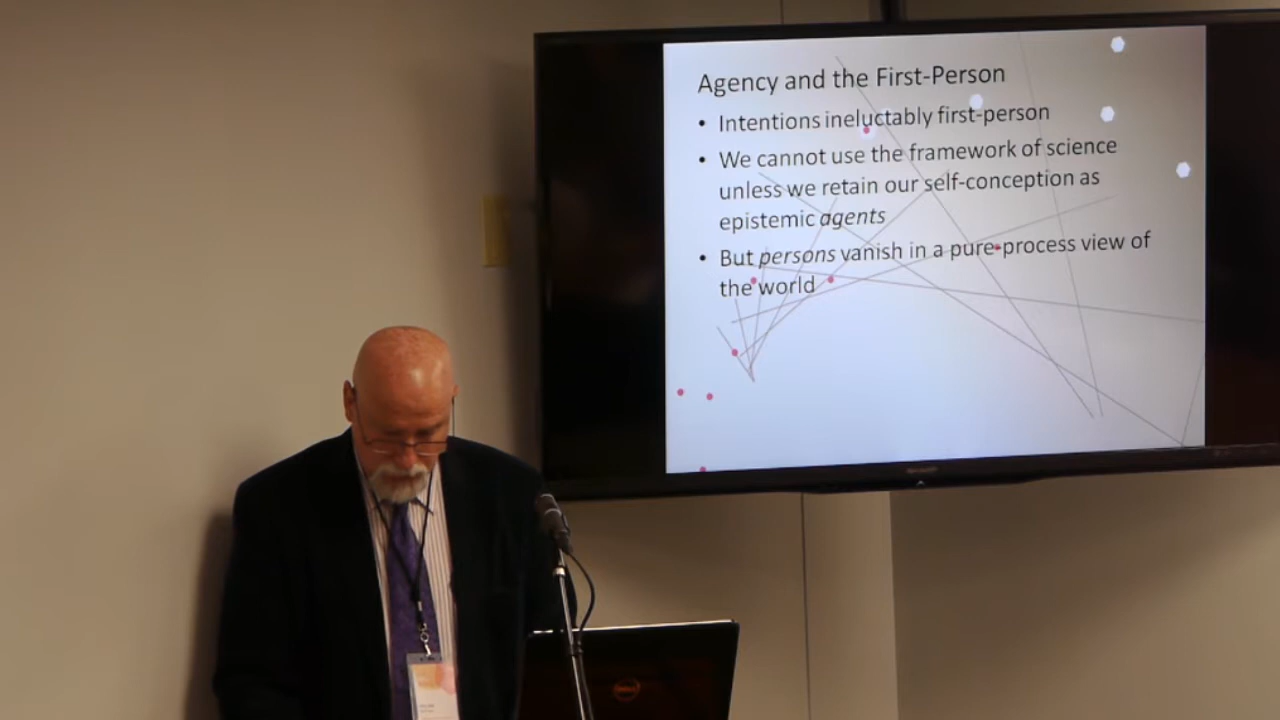 Agency and the First-Person
• Intentions ineluctably first-person
• We cannot use the framework of science
unless we retain our self-conception as
epistemic agents
• But persons vanish in a pure-process view of
the world
DELL